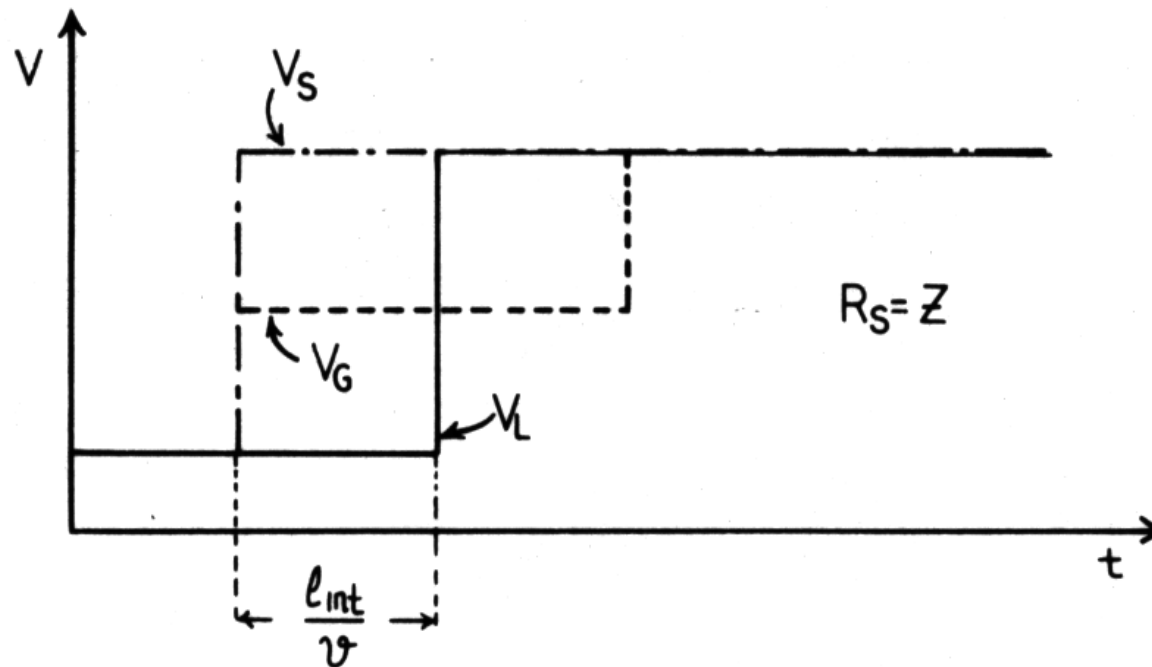 V
V_S
V_G
V_L
R_S = Z
t
l_int
v